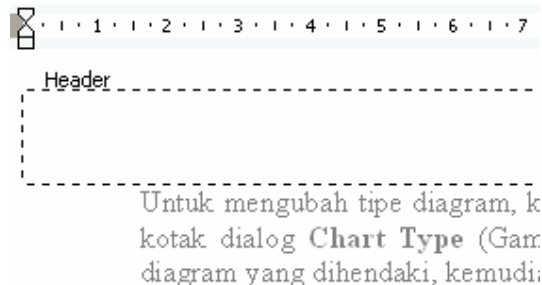 1 2 3 4 5 6 7
Header
Untuk mengubah tipe diagram,
kotak dialog Chart Type (Gam
diagram yang dihendaki,